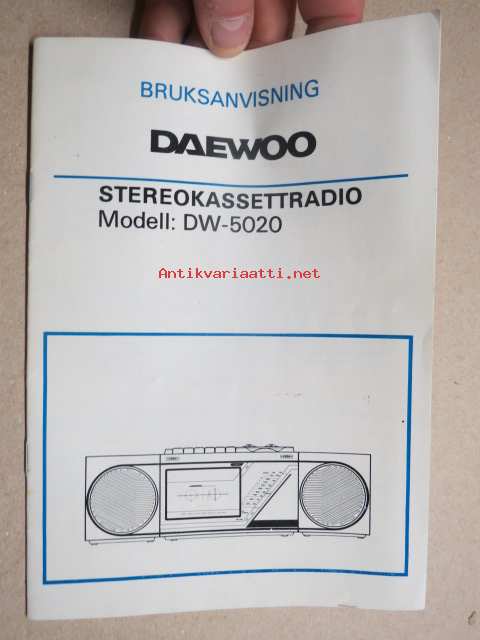 BRUKSANVISNING
DAEWOO
STEREOKASSETTRADIO
Modell: DW-5020
Antikvariaatti.net